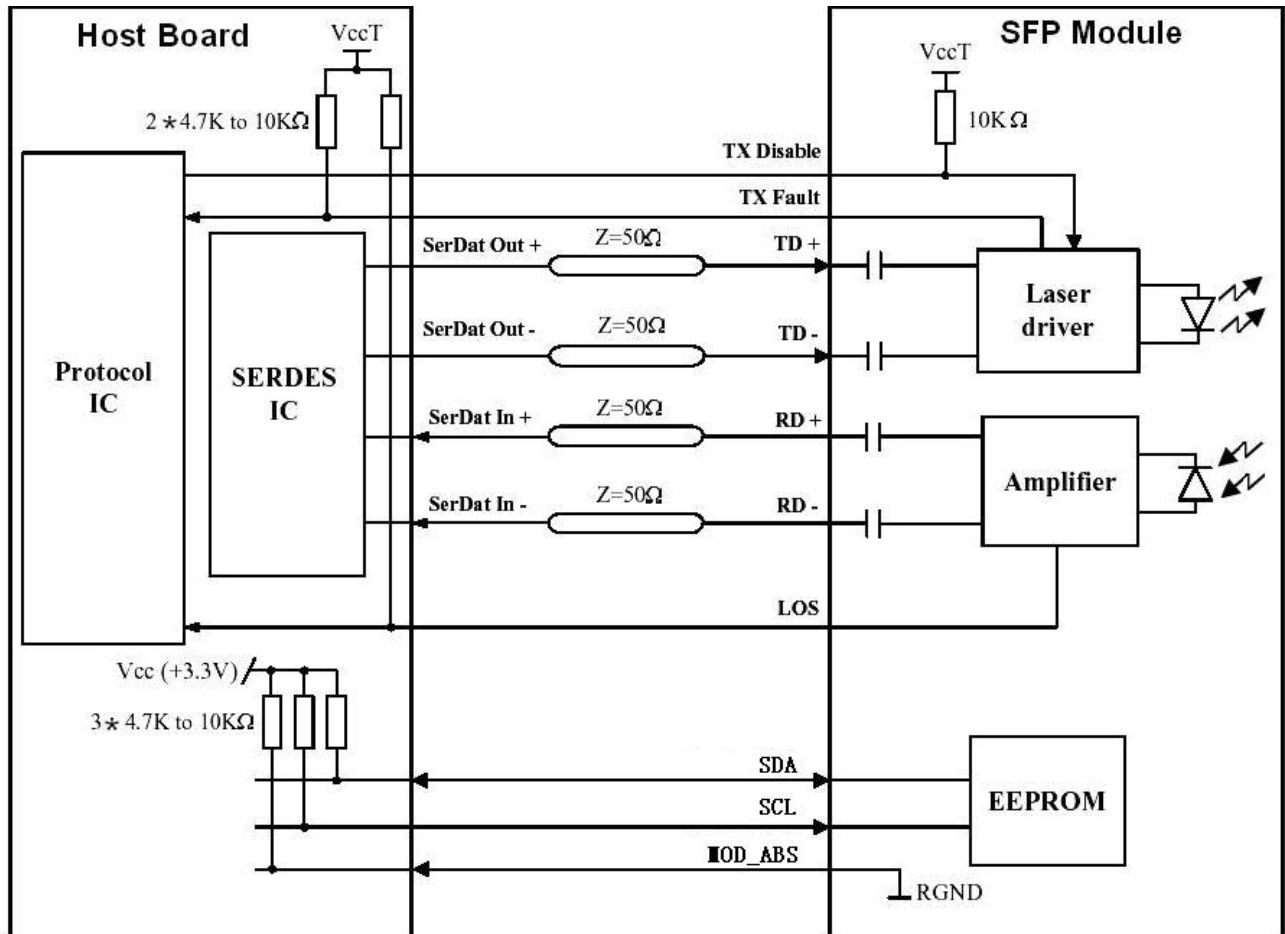 Host Board
SFP Module
VccT
VccT
2*4.7K to 10KΩ
10KΩ
TX Disable
TX Fault
SerDat Out +
Z=50Ω
TD +
SerDat Out -
Z=50Ω
TD -
Laser
driver
Protocol
IC
SERDES
IC
SerDat In +
Z=50Ω
RD +
SerDat In -
Z=50Ω
RD -
Amplifier
LOS
Vcc (+3.3V)
3*4.7K to 10KΩ
SDA
SCL
MOD_ABS
EEPROM
RGND